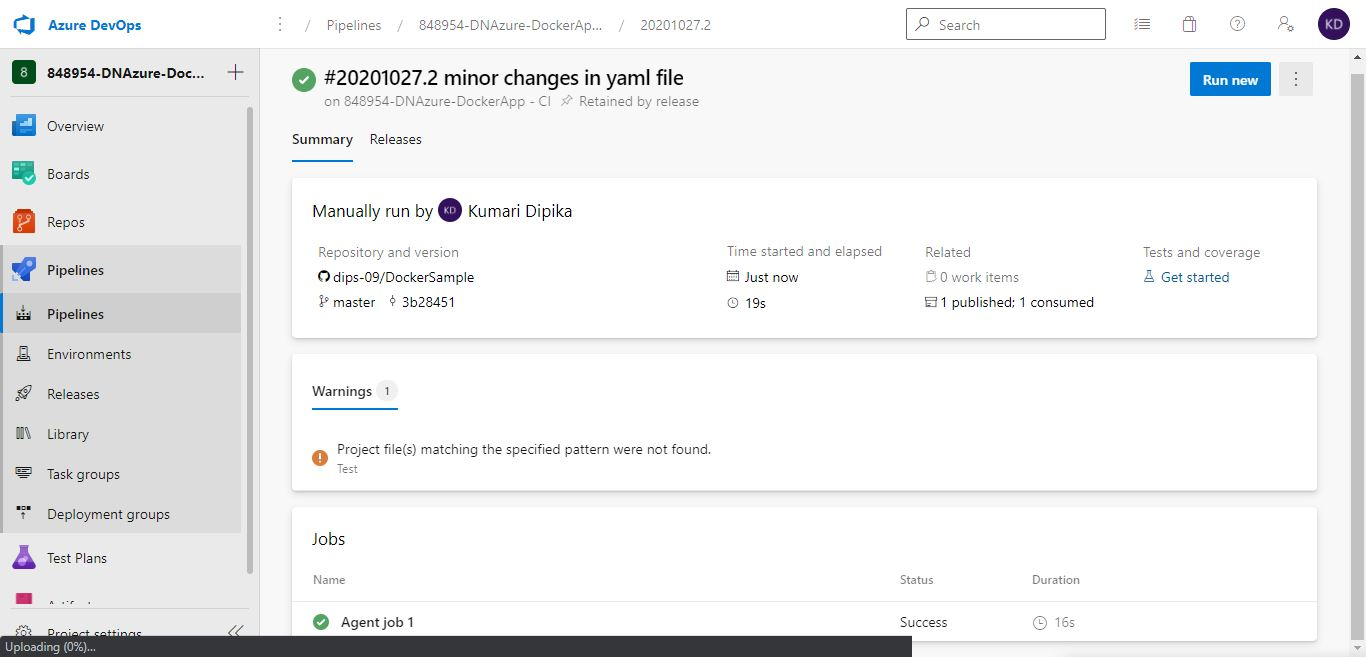 Azure DevOps
/ Pipelines / 848954-DNAzure-DockerAp... / 20201027.2
Search
KD
8 848954-DNAzure-Doc...
Overview
Boards
Repos
Pipelines
Pipelines
Environments
Releases
Library
Task groups
Deployment groups
Test Plans
Project settings
Uploading (0%)...
#20201027.2 minor changes in yaml file
on 848954-DNAzure-DockerApp - CI Retained by release
Run new
Summary Releases
Manually run by KD Kumari Dipika
Repository and version
dips-09/DockerSample
master 3b28451
Time started and elapsed
Just now
19s
Related
0 work items
1 published; 1 consumed
Tests and coverage
Get started
Warnings 1
Project file(s) matching the specified pattern were not found.
Test
Jobs
Name Status Duration
Agent job 1 Success 16s